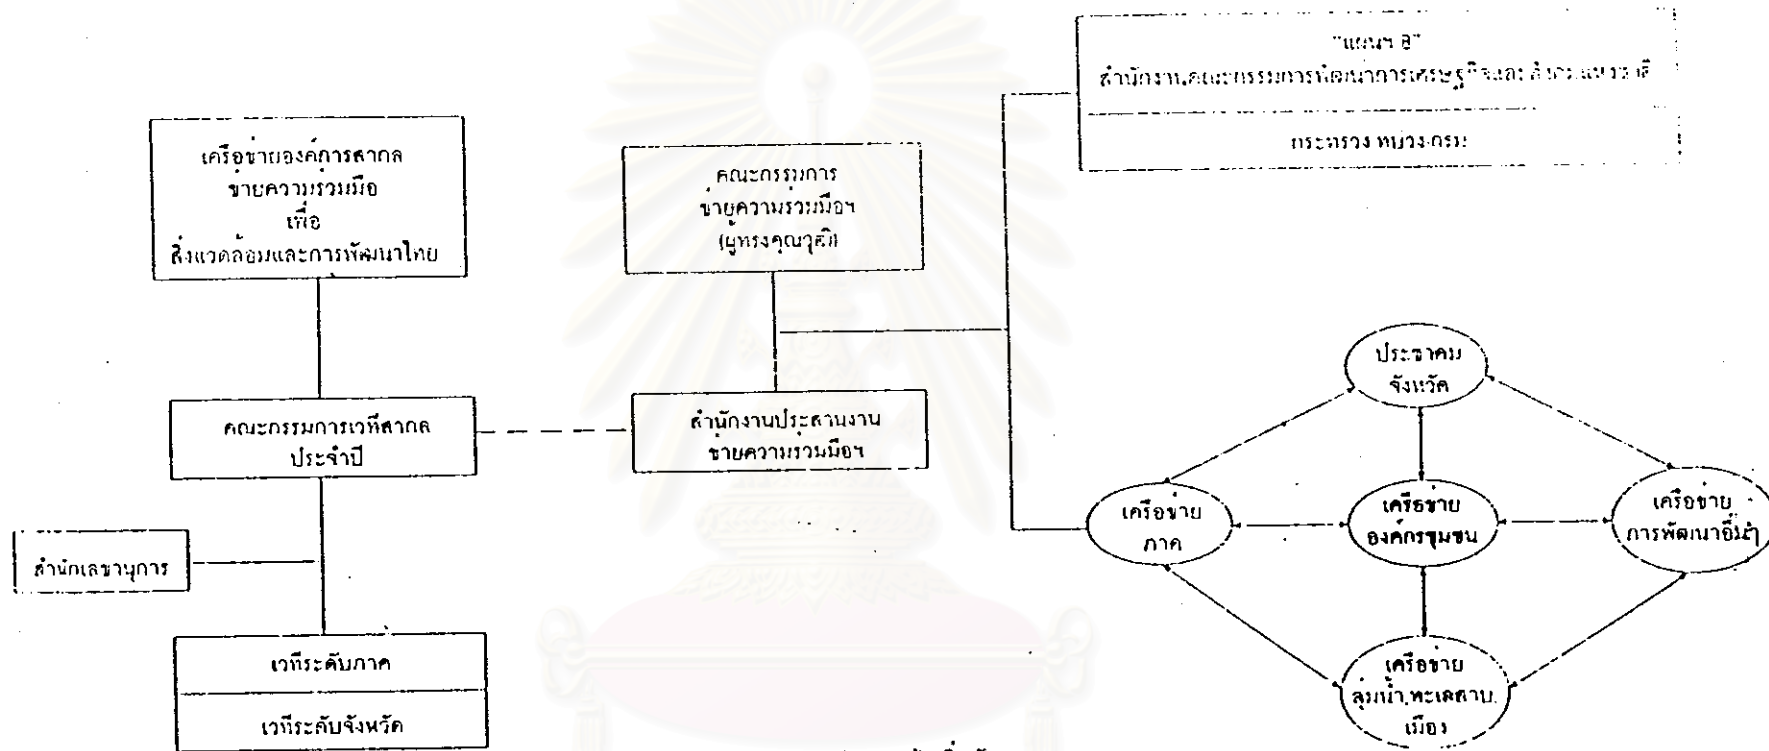 "แผนฯ 8"
สำนักงานคณะกรรมการพัฒนาการเศรษฐกิจและสังคมแห่งชาติ
กระทรวง ทบวง กรม
เครือข่ายองค์การสากล
ข่ายความร่วมมือ
เพื่อ
สิ่งแวดล้อมและการพัฒนาไทย
คณะกรรมการ
ข่ายความร่วมมือฯ
(ผู้ทรงคุณวุฒิ)
คณะกรรมการเวทีสากล
ประจำปี
สำนักงานประสานงาน
ข่ายความร่วมมือฯ
สำนักเลขานุการ
เวทีระดับภาค
เวทีระดับจังหวัด
ประชาคม
จังหวัด
เครือข่าย
ภาค
เครือข่าย
องค์กรชุมชน
เครือข่าย
การพัฒนาอื่นๆ
เครือข่าย
ลุ่มน้ำ,ทะเลสาบ,
เมือง